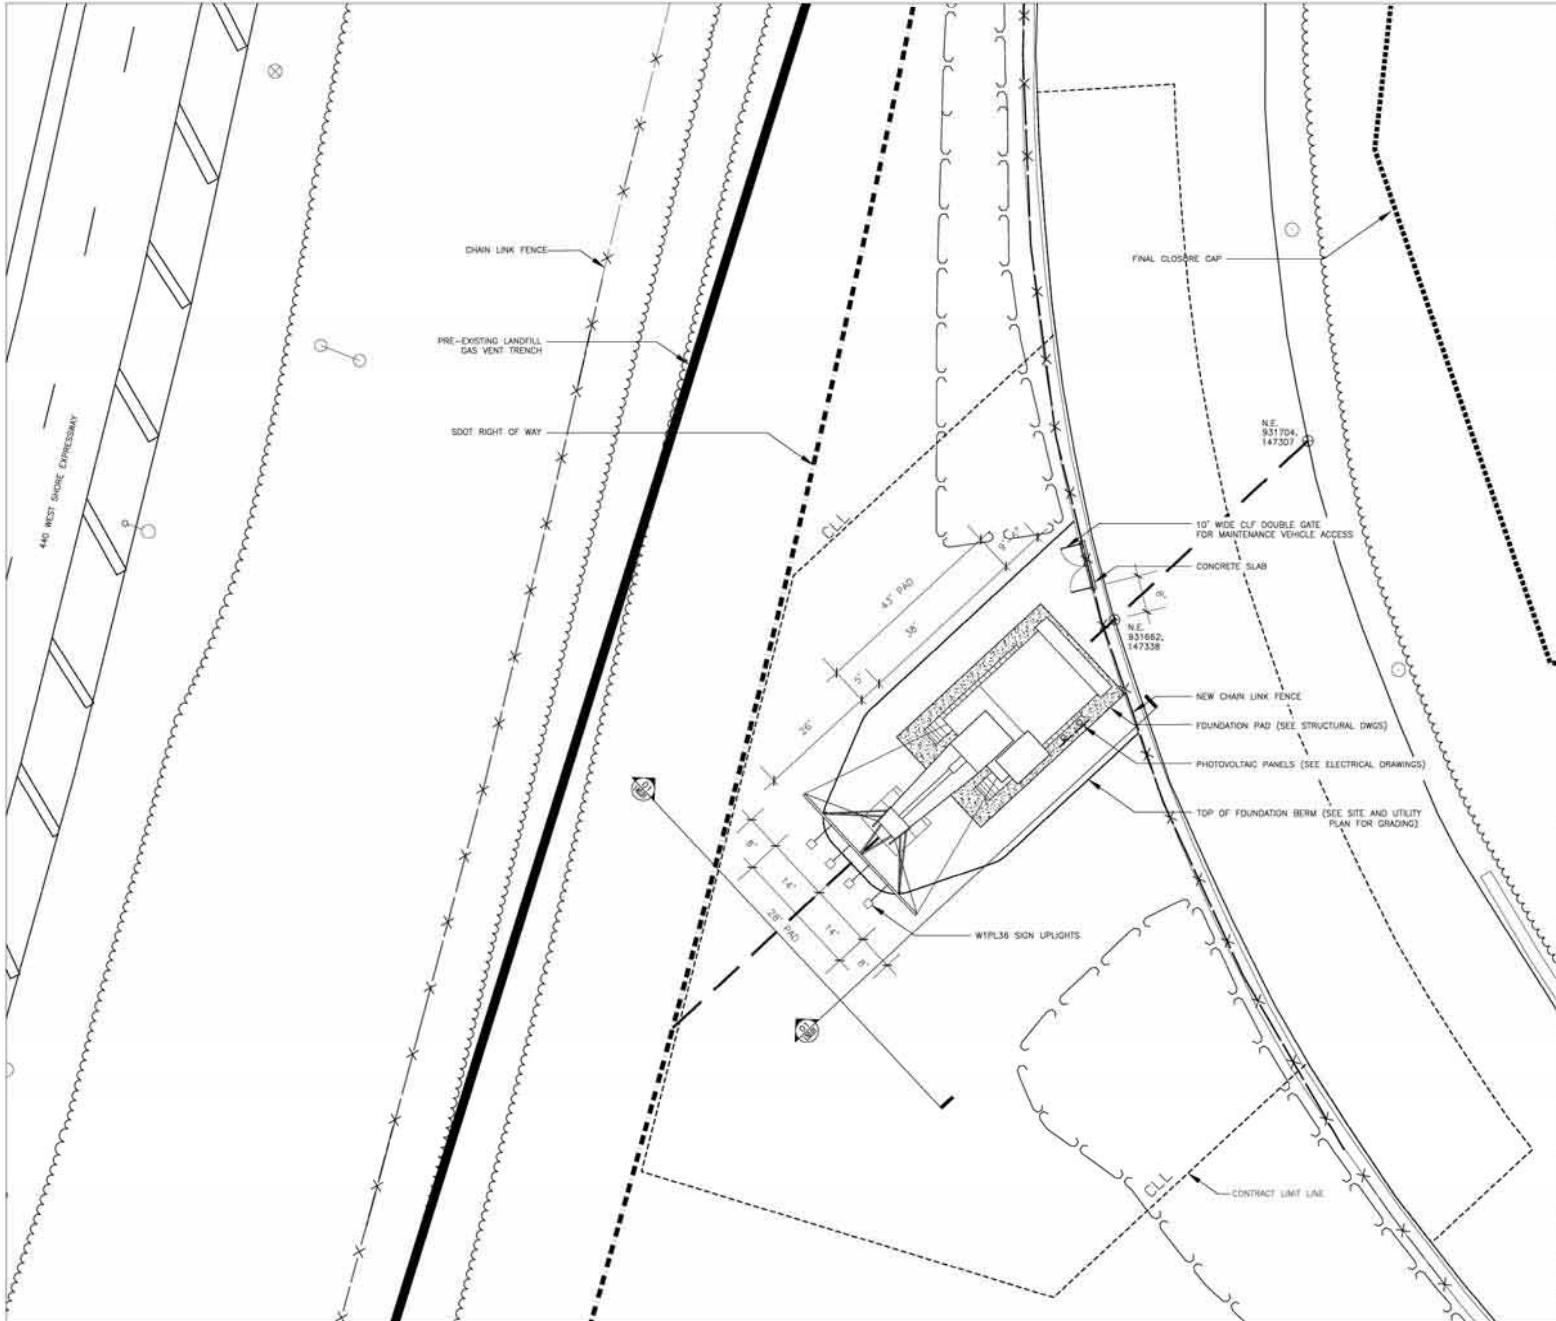 CHAIN LINK FENCE
PRE-EXISTING LANDFILL
GAS VENT TRENCH
SDOT RIGHT OF WAY
440 WEST SHORE EXPRESSWAY
FINAL CLOSURE CAP
N.E.
931704,
147307
10' WIDE CLF DOUBLE GATE
FOR MAINTENANCE VEHICLE ACCESS
CONCRETE SLAB
N.E.
931662,
147338
NEW CHAIN LINK FENCE
FOUNDATION PAD (SEE STRUCTURAL DWGS)
PHOTOVOLTAIC PANELS (SEE ELECTRICAL DRAWINGS)
TOP OF FOUNDATION BERM (SEE SITE AND UTILITY
PLAN FOR GRADING)
CLL
43' PAD
38'
5'
26'
8'
8'
14'
28' PAD
14'
8'
W1PL36 SIGN UPLIGHTS
CLL
CONTRACT LIMIT LINE